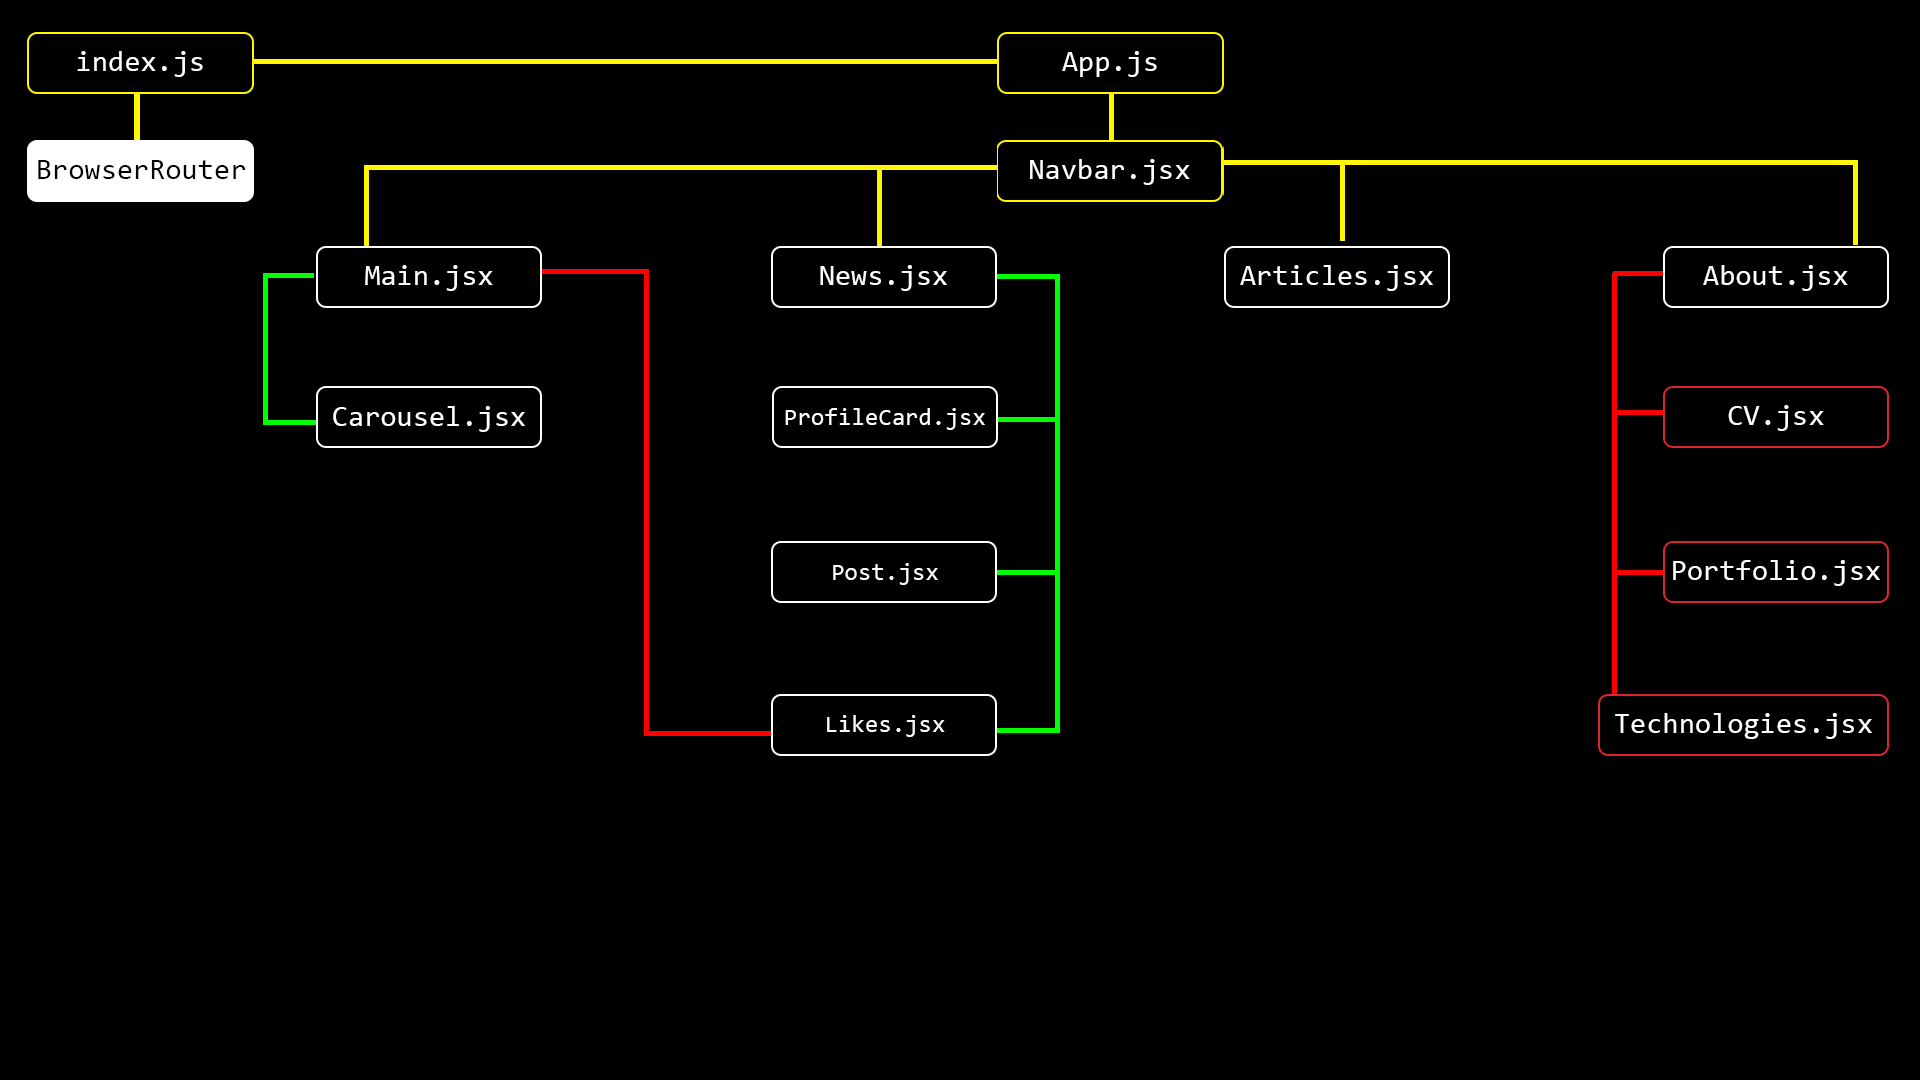 index.js
App.js
BrowserRouter
Navbar.jsx
Main.jsx
News.jsx
Articles.jsx
About.jsx
Carousel.jsx
ProfileCard.jsx
CV.jsx
Post.jsx
Portfolio.jsx
Likes.jsx
Technologies.jsx